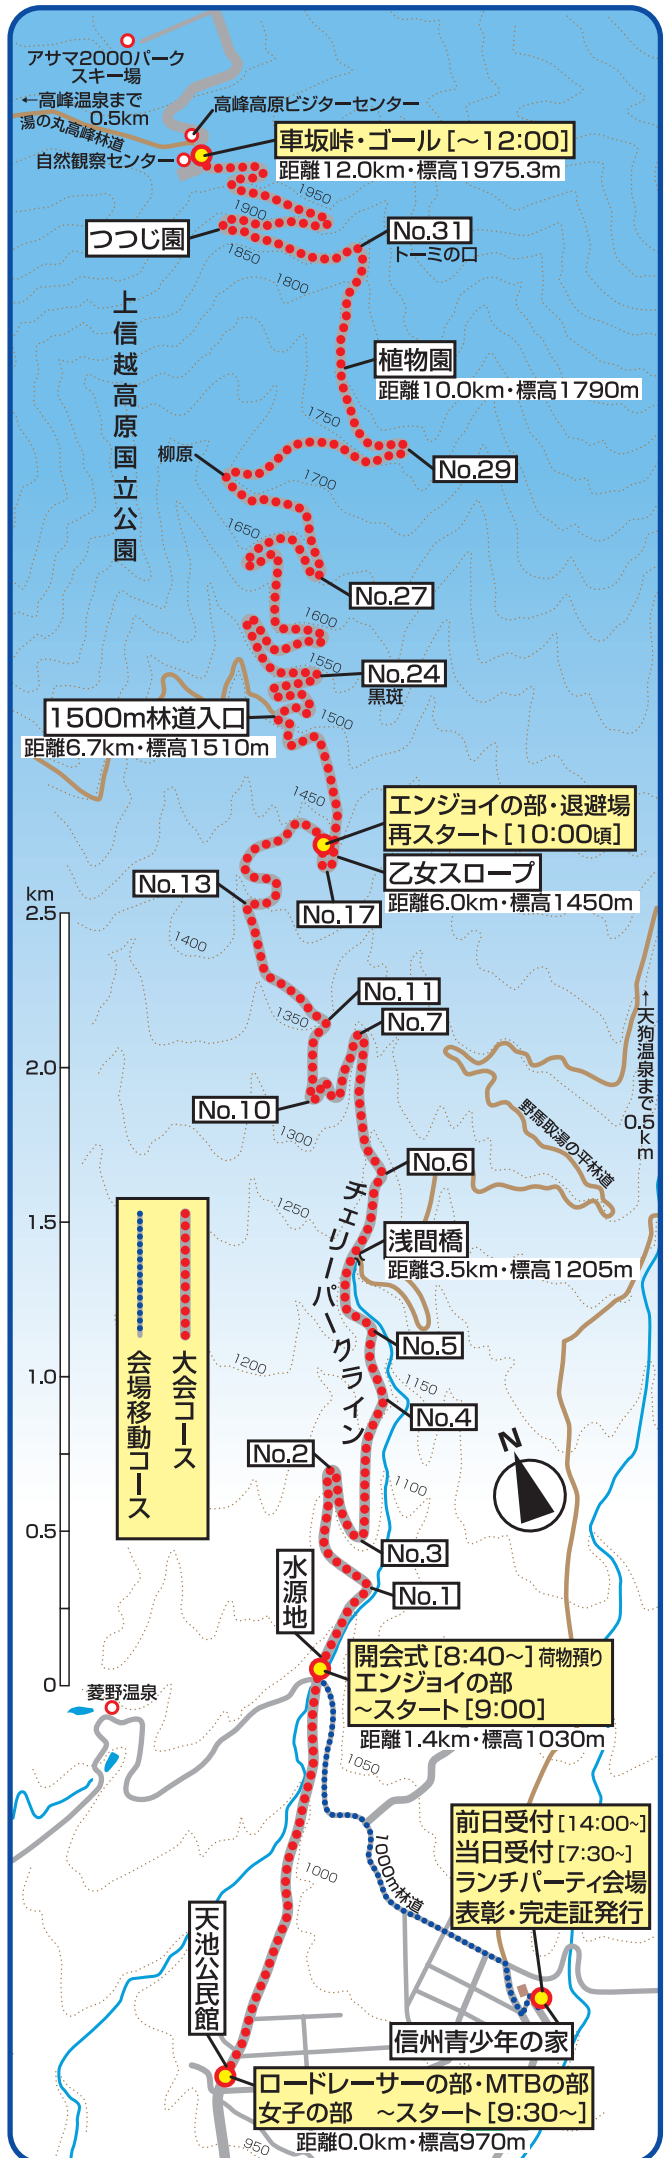 アサマ2000パーク
スキー場
←高峰温泉まで
0.5km
湯の丸高峰林道
高峰高原ビジターセンター
自然観察センター
車坂峠・ゴール［～12:00］
距離12.0km・標高1975.3m
1950
1900
つつじ園
No.31
トーミの口
1850
1800
上信越高原国立公園
植物園
距離10.0km・標高1790m
1750
柳原
No.29
1700
1650
No.27
1600
1550
No.24
黒斑
1500m林道入口
距離6.7km・標高1510m
1500
1450
エンジョイの部・退避場
再スタート［10:00頃］
乙女スロープ
距離6.0km・標高1450m
No.13
No.17
km
2.5
1400
No.11
1350
No.7
←天狗温泉まで
0.5km
2.0
No.10
野馬取湯の平林道
1300
No.6
チェリーパークライン
1250
1.5
浅間橋
距離3.5km・標高1205m
大会コース
会場移動コース
No.5
1200
1.0
1150
No.4
N
No.2
1100
0.5
No.3
No.1
水源地
開会式［8:40～］荷物預り
エンジョイの部
～スタート［9:00］
距離1.4km・標高1030m
0
菱野温泉
1050
前日受付［14:00～］
当日受付［7:30～］
ランチパーティ会場
表彰・完走証発行
1000m林道
1000
天池公民館
信州青少年の家
ロードレーサーの部・MTBの部
女子の部　～スタート［9:30～］
距離0.0km・標高970m
950